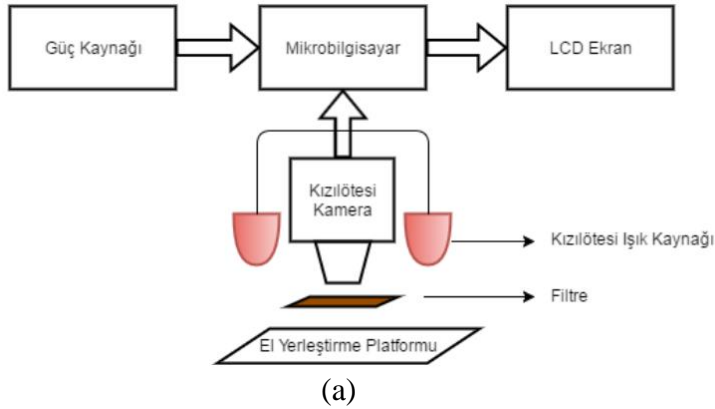 Güç Kaynağı
Mikrobilgisayar
LCD Ekran
Kızılötesi
Kamera
Kızılötesi Işık Kaynağı
Filtre
El Yerleştirme Platformu
(a)